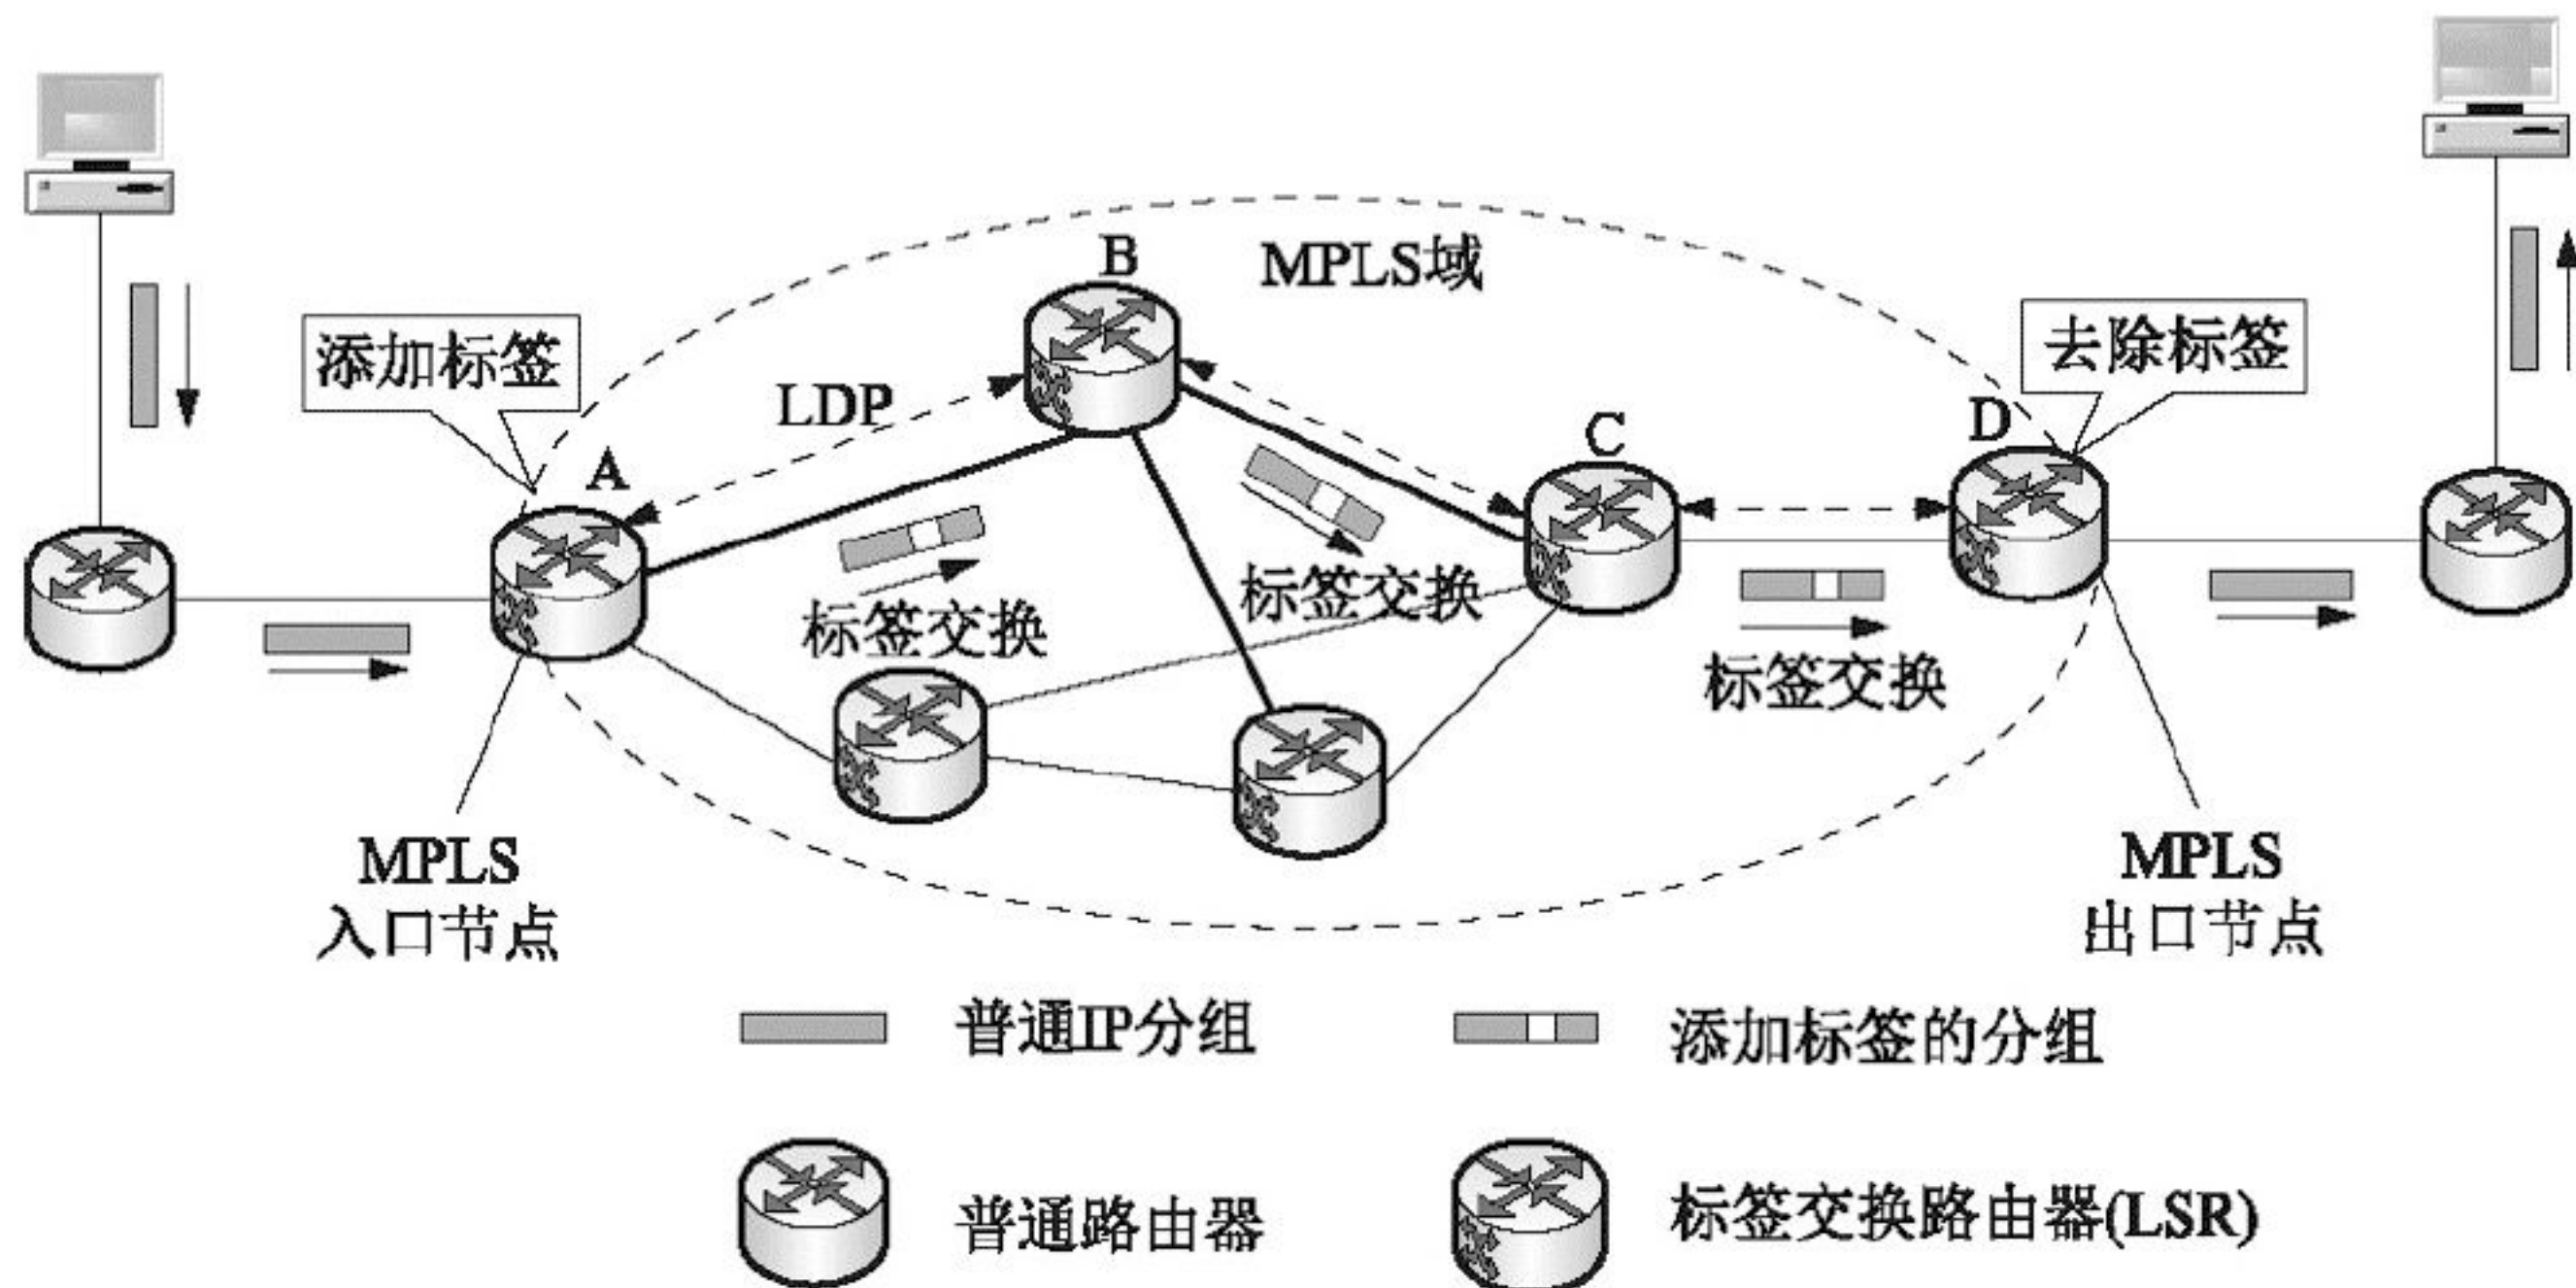 B
MPLS域
添加标签
去除标签
LDP
A
C
D
标签交换
标签交换
标签交换
MPLS
入口节点
MPLS
出口节点
普通IP分组
添加标签的分组
普通路由器
标签交换路由器(LSR)